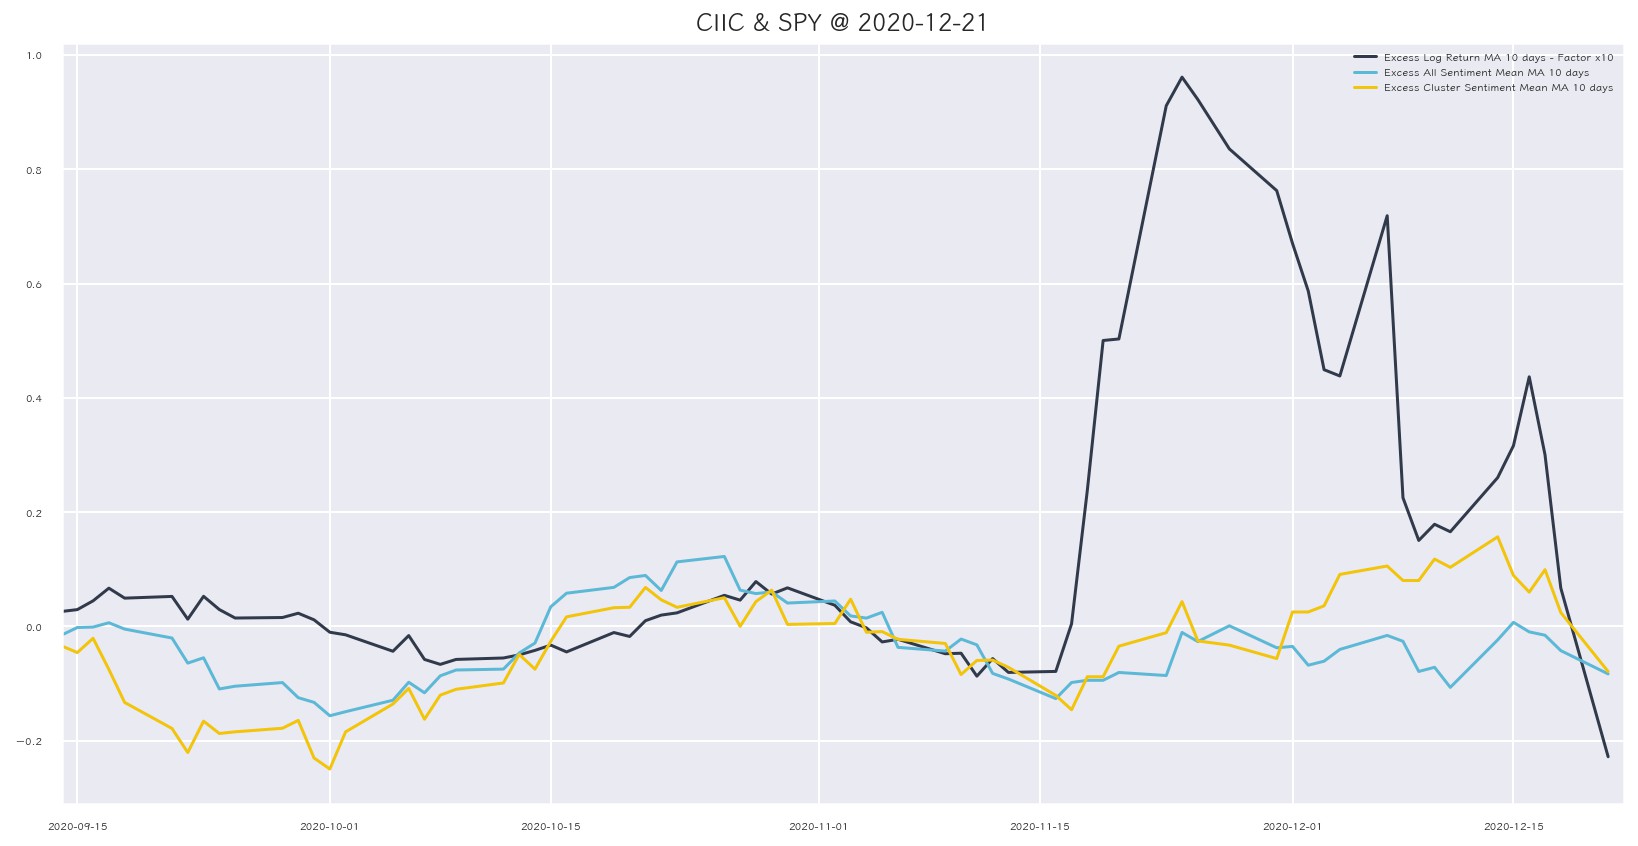 CIIC & SPY @ 2020-12-21
1.0
0.8
0.6
0.4
0.2
0.0
−0.2
Excess Log Return MA 10 days - Factor x10
Excess All Sentiment Mean MA 10 days
Excess Cluster Sentiment Mean MA 10 days
2020-09-15 2020-10-01 2020-10-15 2020-11-01 2020-11-15 2020-12-01 2020-12-15